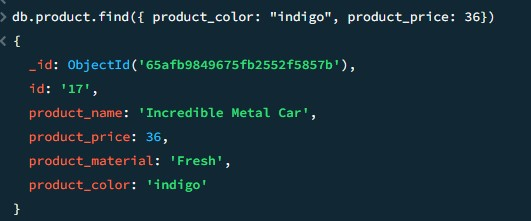 > db.product.find({ product_color: "indigo", product_price: 36})
< {
_id: ObjectId('65afb9849675fb2552f5857b'),
id: '17',
product_name: 'Incredible Metal Car',
product_price: 36,
product_material: 'Fresh',
product_color: 'indigo'
}